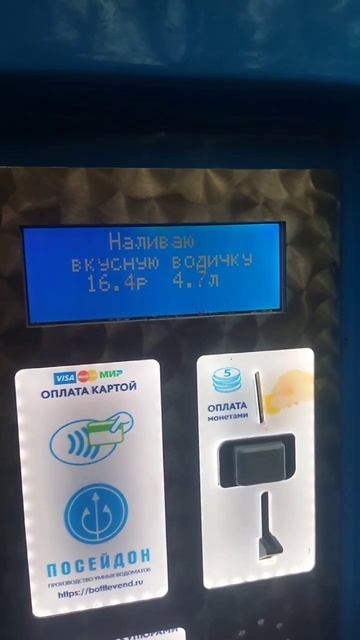 Наливаю
вкусную водичку
16.4р 4.7л
VISA МИР
ОПЛАТА КАРТОЙ
5
ОПЛАТА
монетами
ПОСЕЙДОН
ПРОИЗВОДСТВО УМНЫХ ВОДОМАТОВ
https://bottlevend.ru